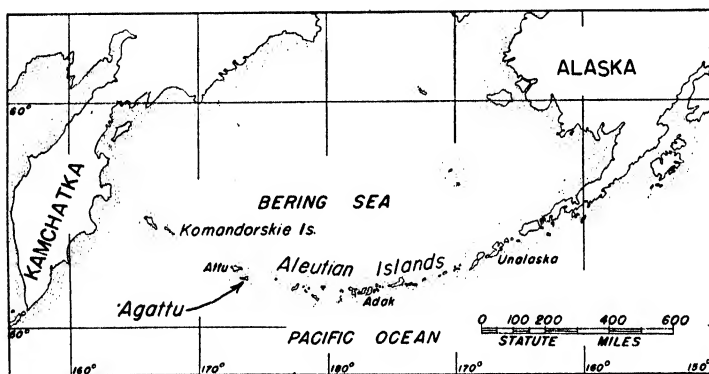 ALASKA
60°
KAMCHATKA
BERING SEA
Komandorskie Is.
Attu
Aleutian Islands
Unalaska
Agattu
Adak
0 100 200 400 600
STATUTE MILES
PACIFIC OCEAN
160° 170° 180° 170° 160° 150°